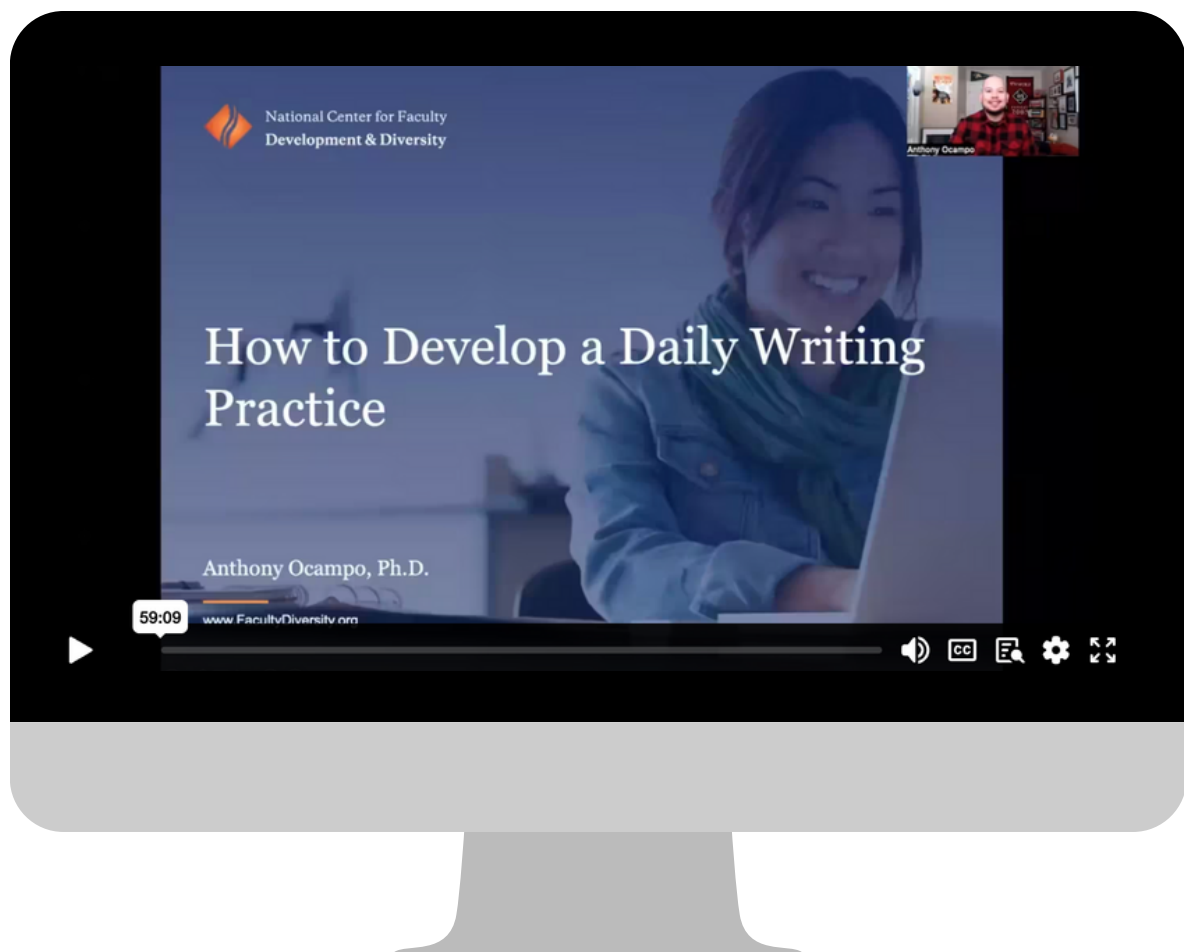 National Center for Faculty
Development & Diversity
Anthony Ocampo
How to Develop a Daily Writing
Practice
Anthony Ocampo, Ph.D.
www.FacultyDiversity.org
59:09
CC